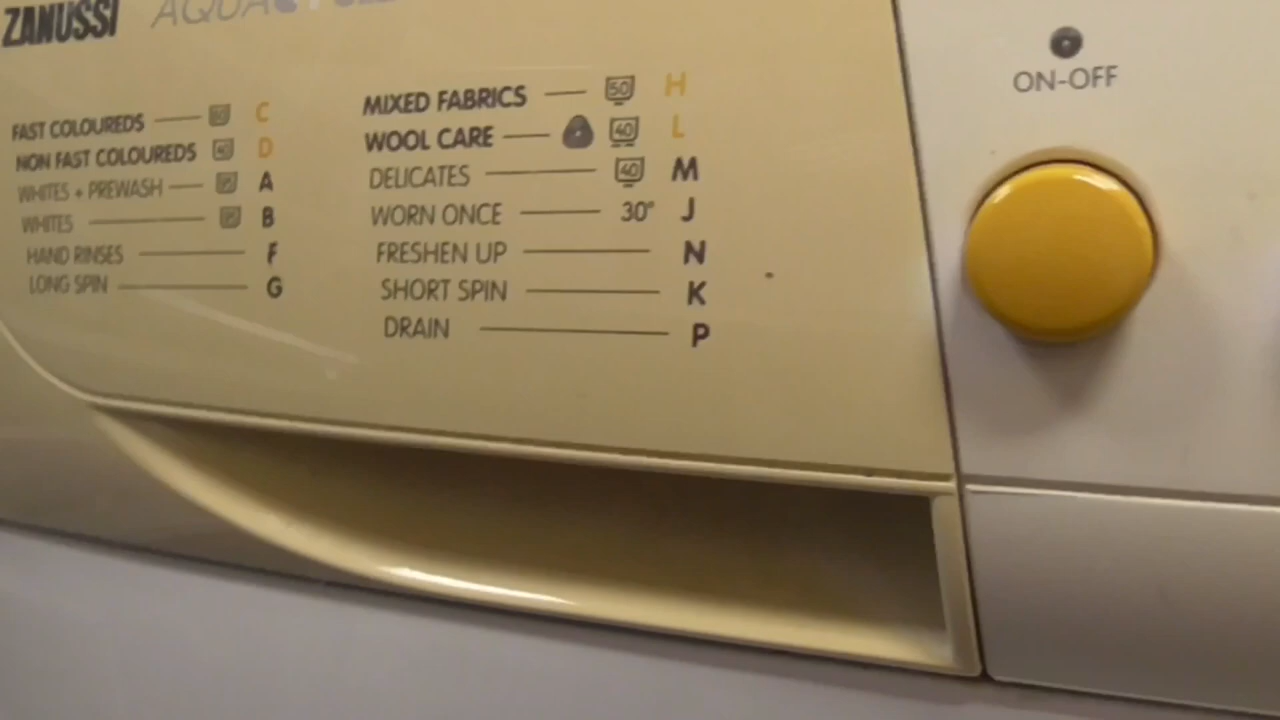 ZANUSSI
FAST COLOUREDS C
NON FAST COLOUREDS 40 D
WHITES + PREWASH A
WHITES B
HAND RINSES F
LONG SPIN G
MIXED FABRICS 50 H
WOOL CARE 40 L
DELICATES 40 M
WORN ONCE 30° J
FRESHEN UP N
SHORT SPIN K
DRAIN P
ON-OFF